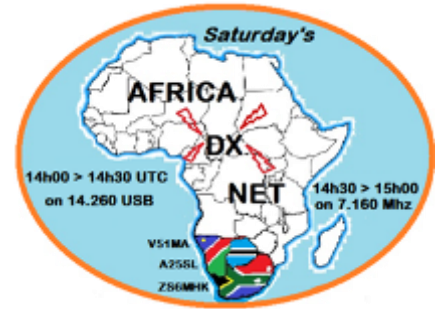 Saturday's
AFRICA
DX
NET
14h00 > 14h30 UTC
on 14.260 USB
14h30 > 15h00
on 7.160 Mhz
V51MA
A25SL
ZS6MHK